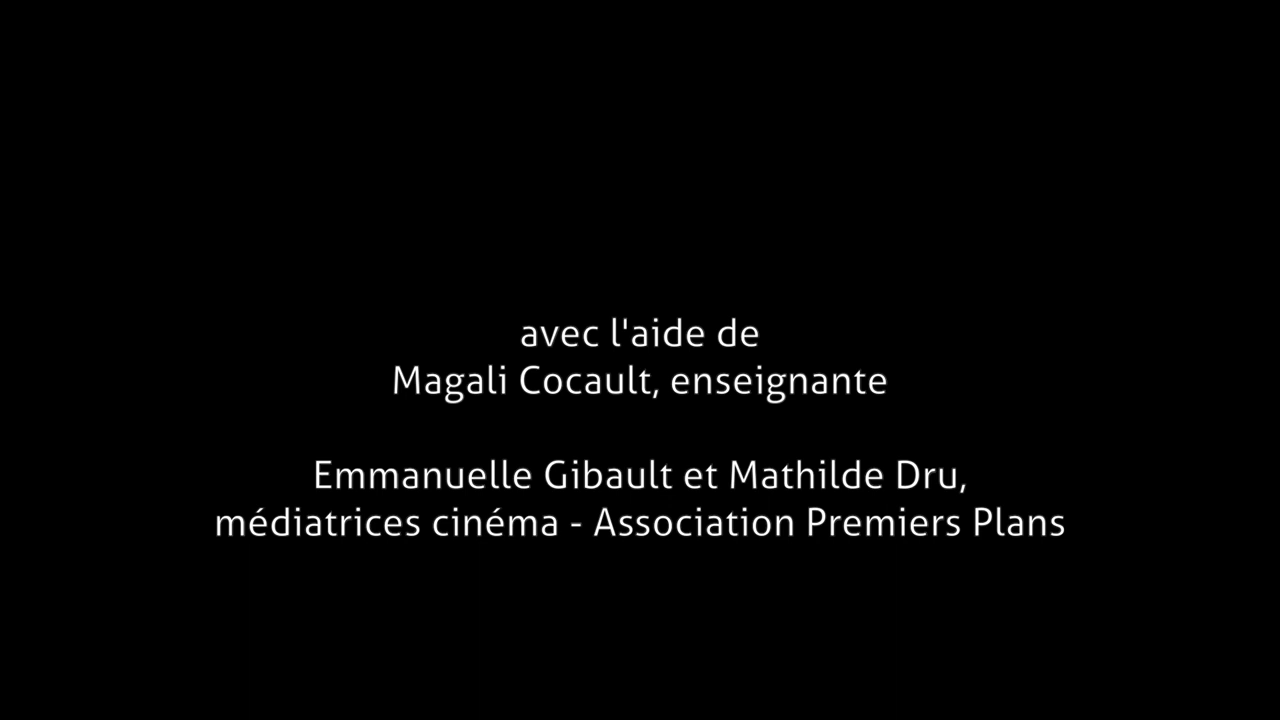 avec l'aide de
Magali Cocault, enseignante
Emmanuelle Gibault et Mathilde Dru,
médiatrices cinéma - Association Premiers Plans